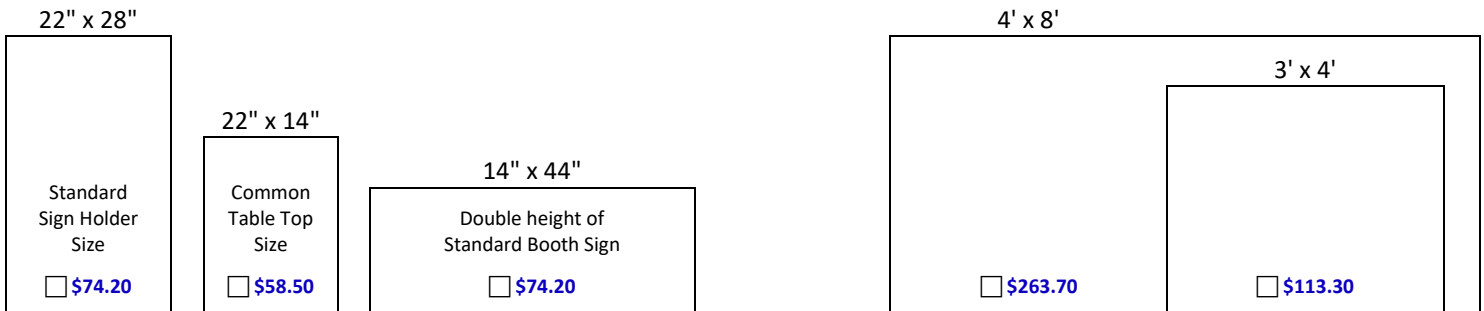 22" x 28"
Standard
Sign Holder
Size
$74.20
22" x 14"
Common
Table Top
Size
$58.50
14" x 44"
Double height of
Standard Booth Sign
$74.20
4' x 8'
$263.70
3' x 4'
$113.30